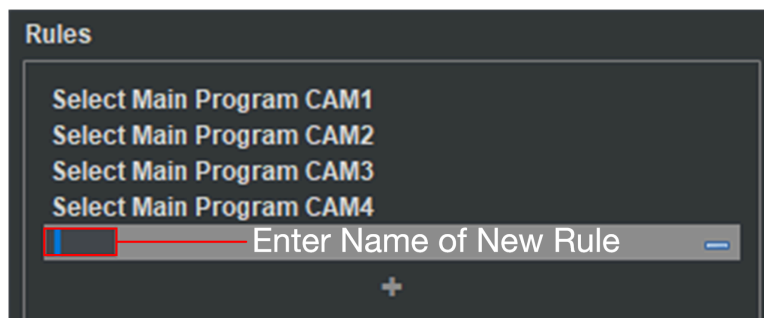 Rules
Select Main Program CAM1
Select Main Program CAM2
Select Main Program CAM3
Select Main Program CAM4
Enter Name of New Rule